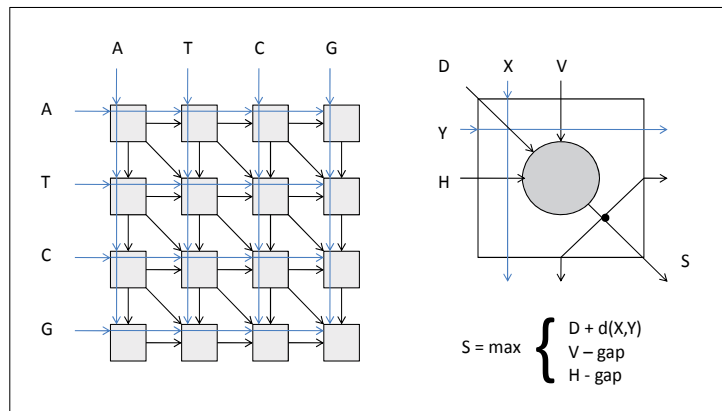 A T C G
A
T
C
G
D X V
Y
H
S
S = max { D + d(X,Y)
V – gap
H - gap